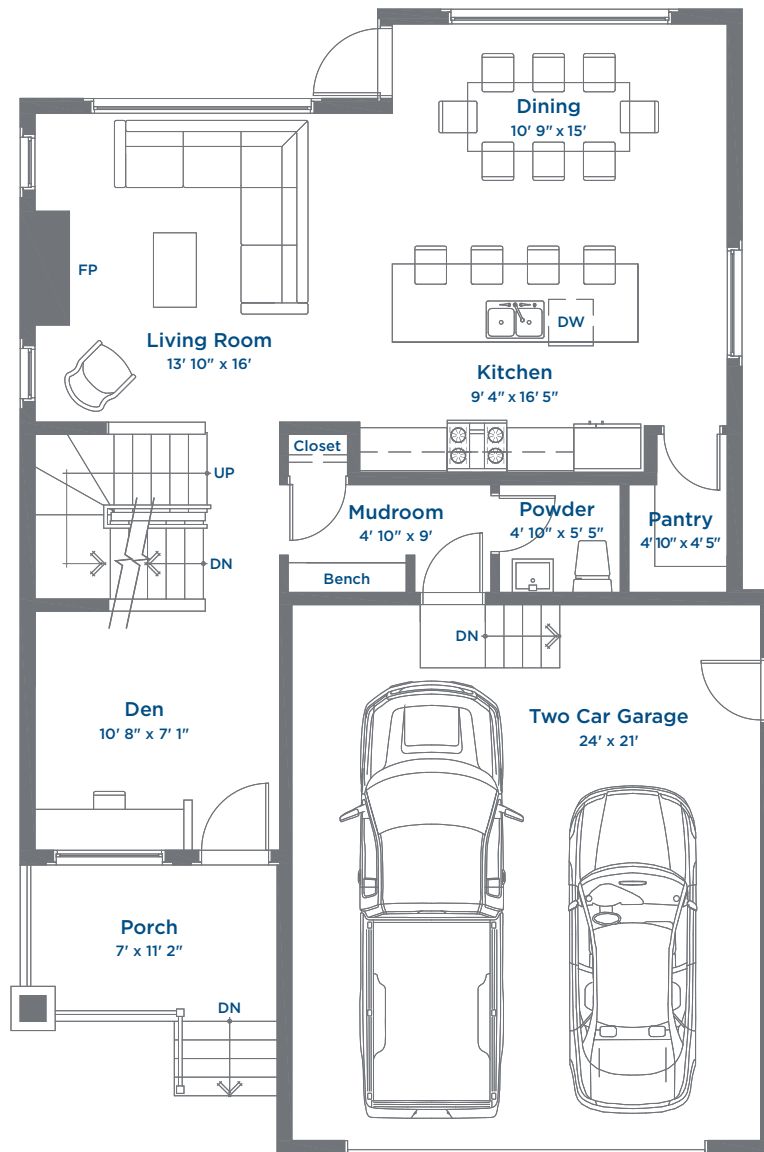 Dining
10' 9" x 15'
FP
DW
Living Room
13' 10" x 16'
Kitchen
9' 4" x 16' 5"
Closet
UP
Mudroom
4' 10" x 9'
Powder
4' 10" x 5' 5"
Pantry
4' 10" x 4' 5"
DN
Bench
DN
Den
10' 8" x 7' 1"
Two Car Garage
24' x 21'
Porch
7' x 11' 2"
DN